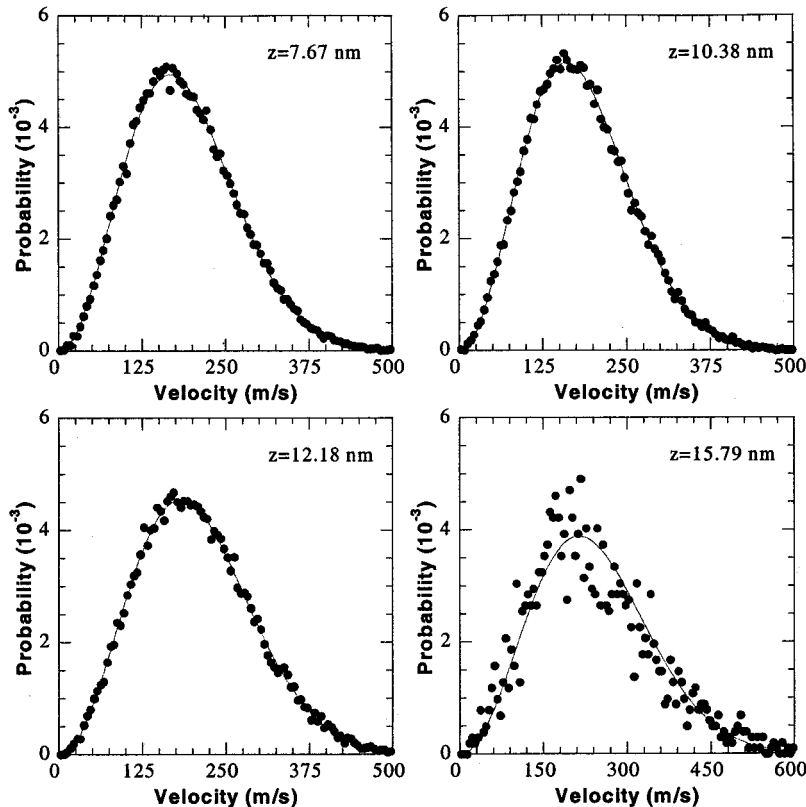 z=7.67 nm
Probability (10⁻³)
6
4
2
0
0 125 250 375 500
Velocity (m/s)
z=10.38 nm
Probability (10⁻³)
6
4
2
0
0 125 250 375 500
Velocity (m/s)
z=12.18 nm
Probability (10⁻³)
6
4
2
0
0 125 250 375 500
Velocity (m/s)
z=15.79 nm
Probability (10⁻³)
6
4
2
0
0 150 300 450 600
Velocity (m/s)